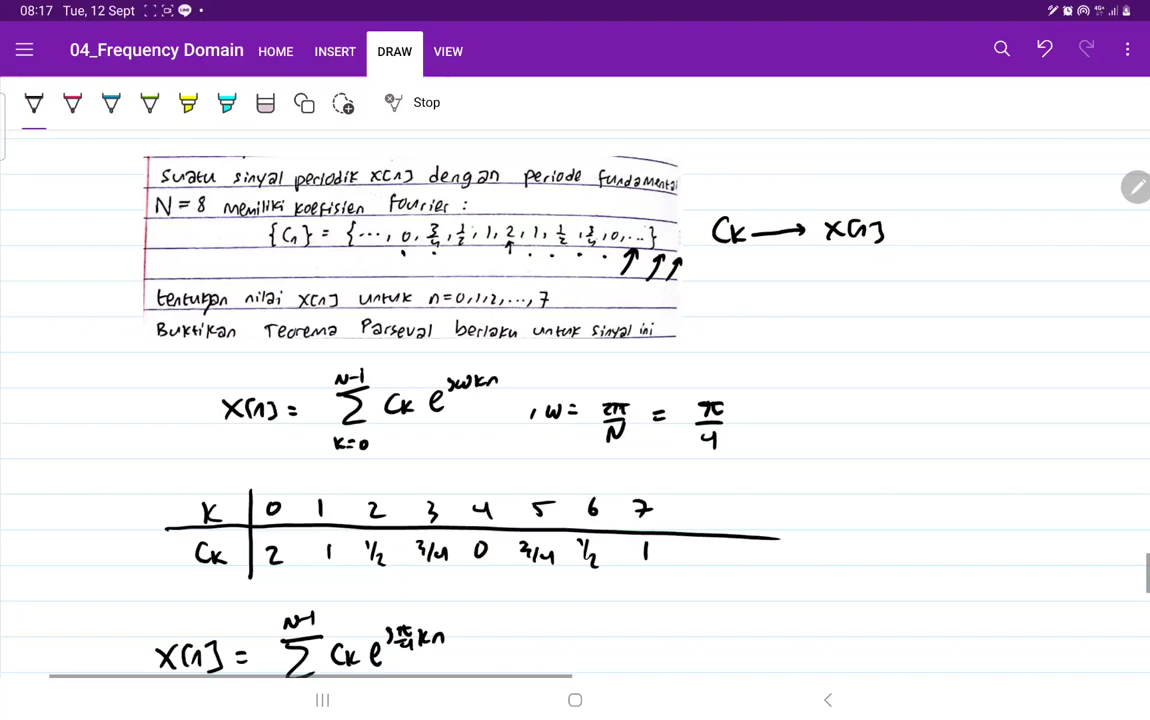 08:17 Tue, 12 Sept
04_Frequency Domain HOME INSERT DRAW VIEW
Stop
Suatu sinyal periodik x[n] dengan periode fundamental
N = 8 memiliki koefisien fourier :
{Cn} = {..., 0, 3/4, 1/2, 1, 2, 1, 1/2, 3/4, 0, ...}
↑ ↑ ↑ ↑
Ck → x[n]
tentukan nilai x[n] untuk n=0,1,2,...,7
Buktikan Teorema Parseval berlaku untuk sinyal ini
x[n] = N-1 Σ k=0 Ck e^jωkn , ω = 2π/N = π/4
K 0 1 2 3 4 5 6 7
Ck 2 1 1/2 3/4 0 3/4 1/2 1
x[n] = N-1 Σ Ck e^jπ/4 kn